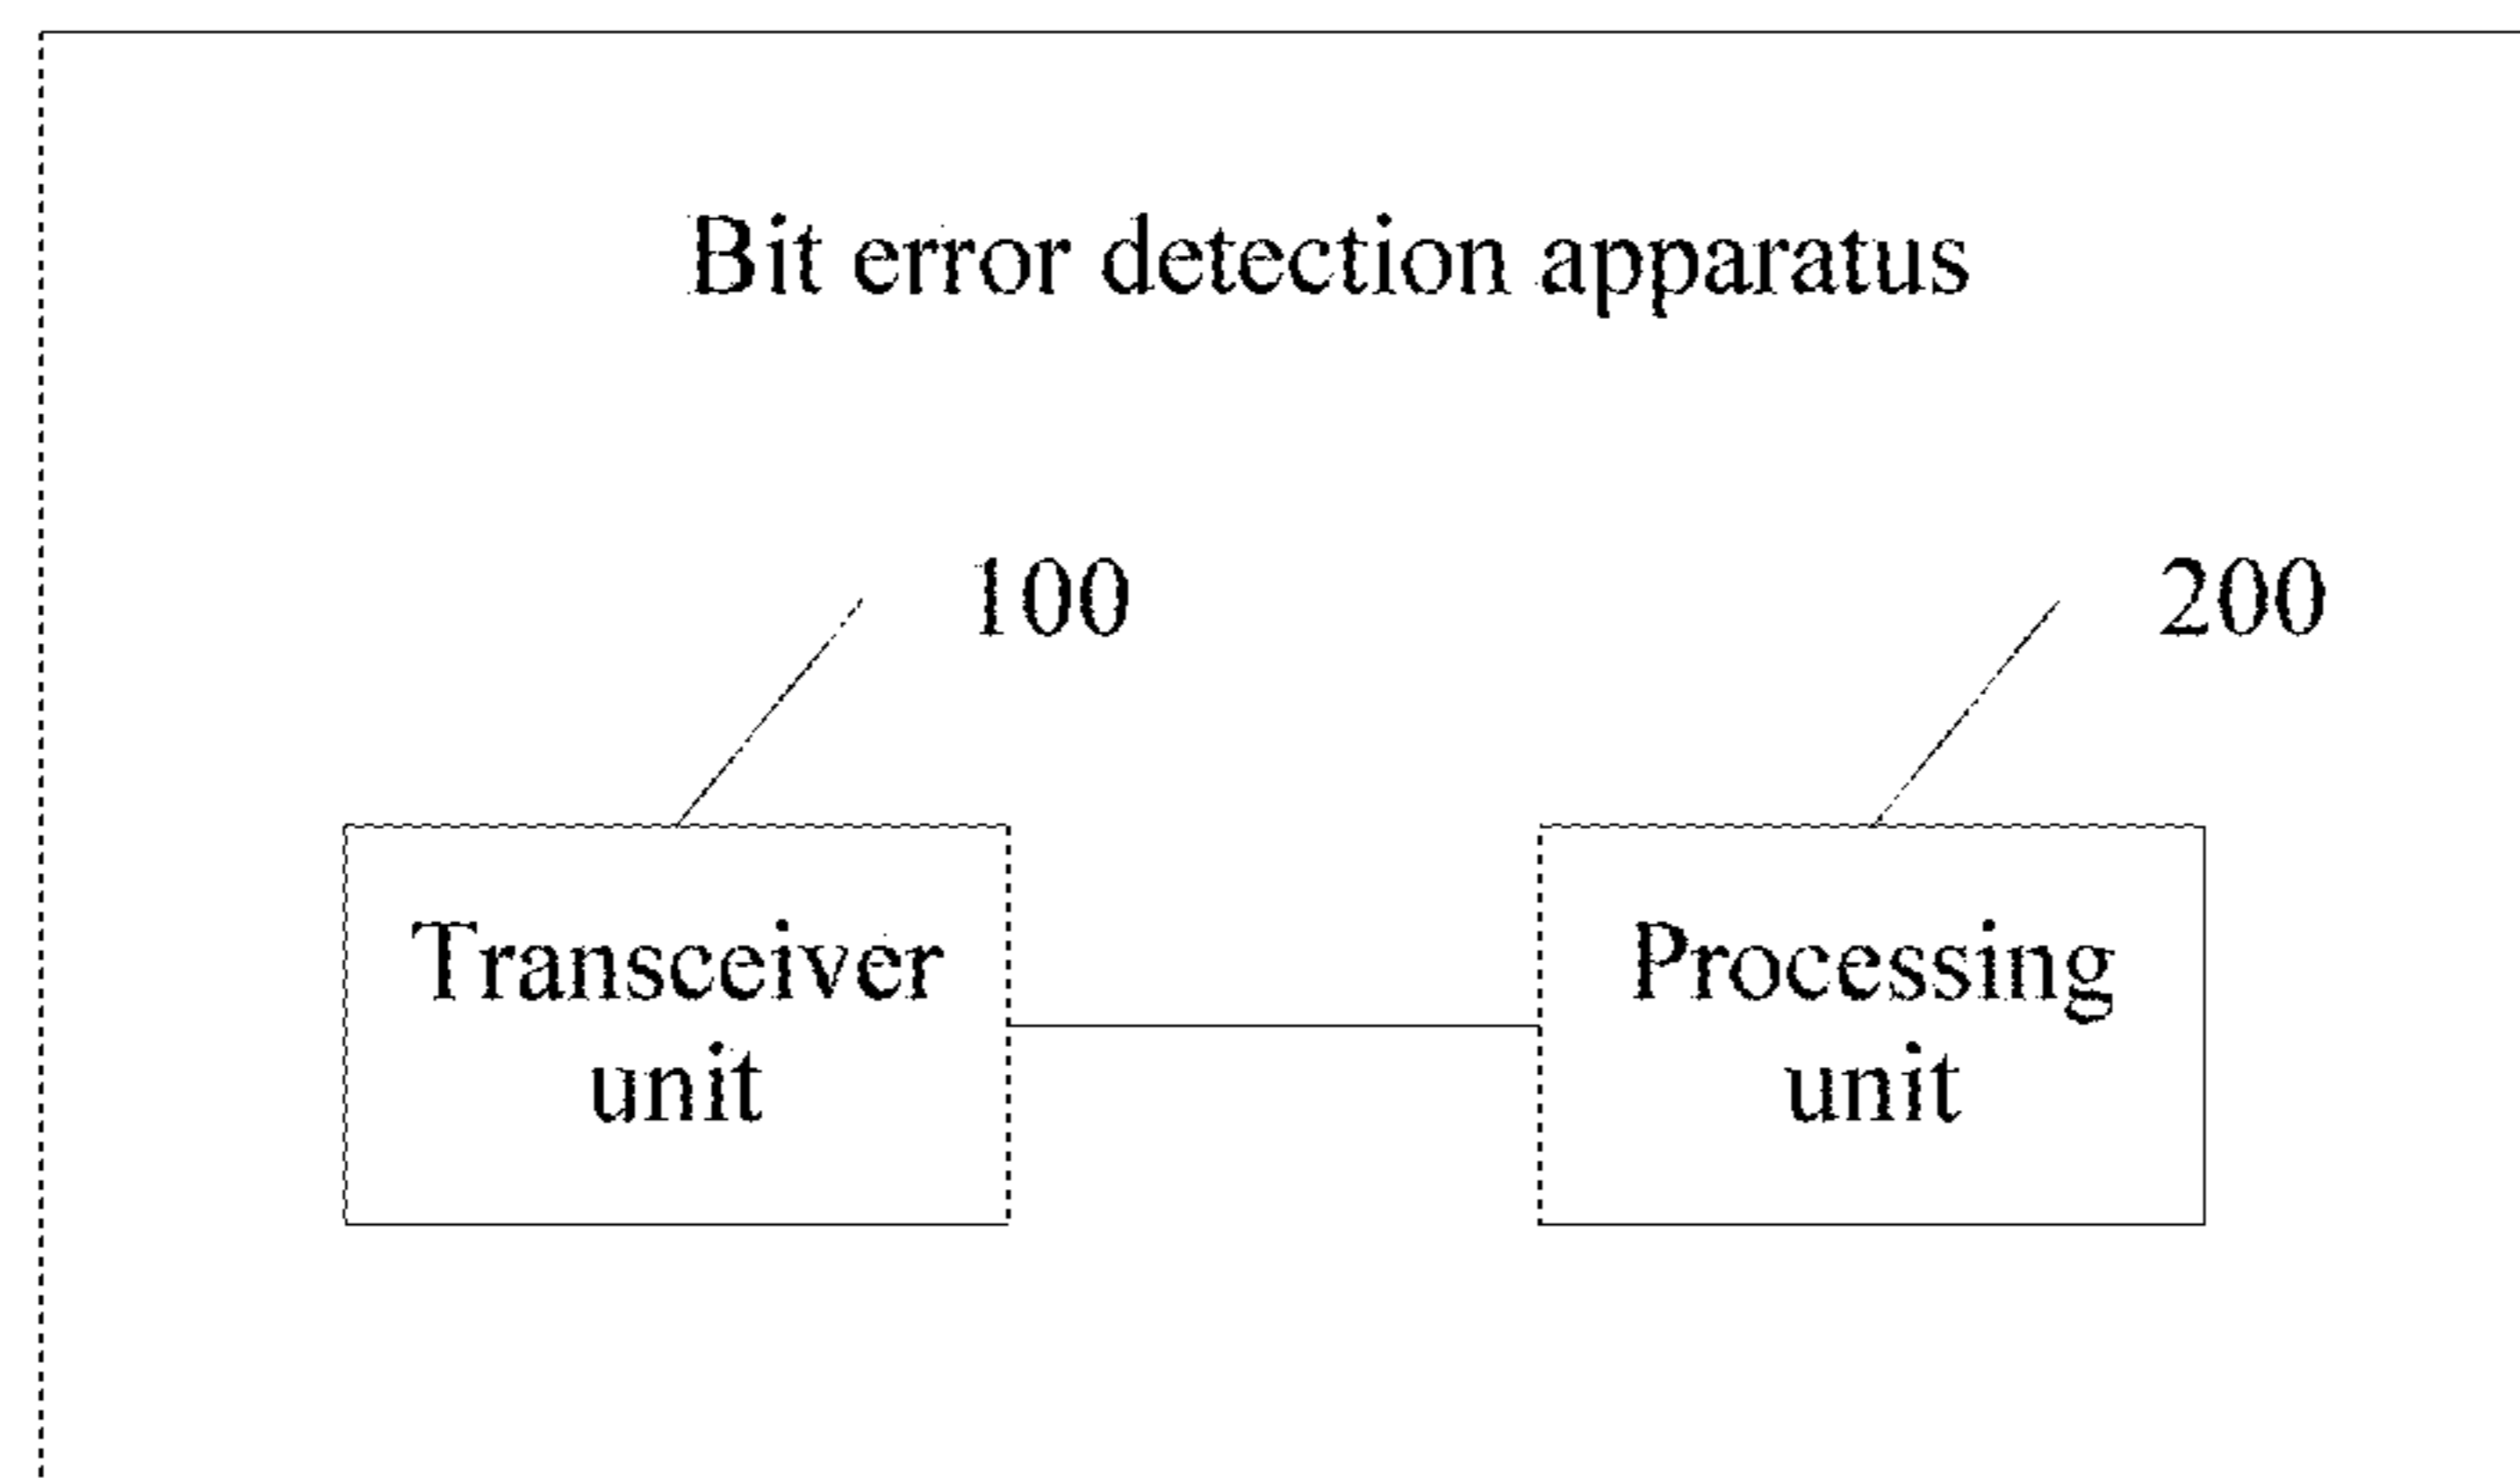 Bit error detection apparatus
100
200
Transceiver
unit
Processing
unit